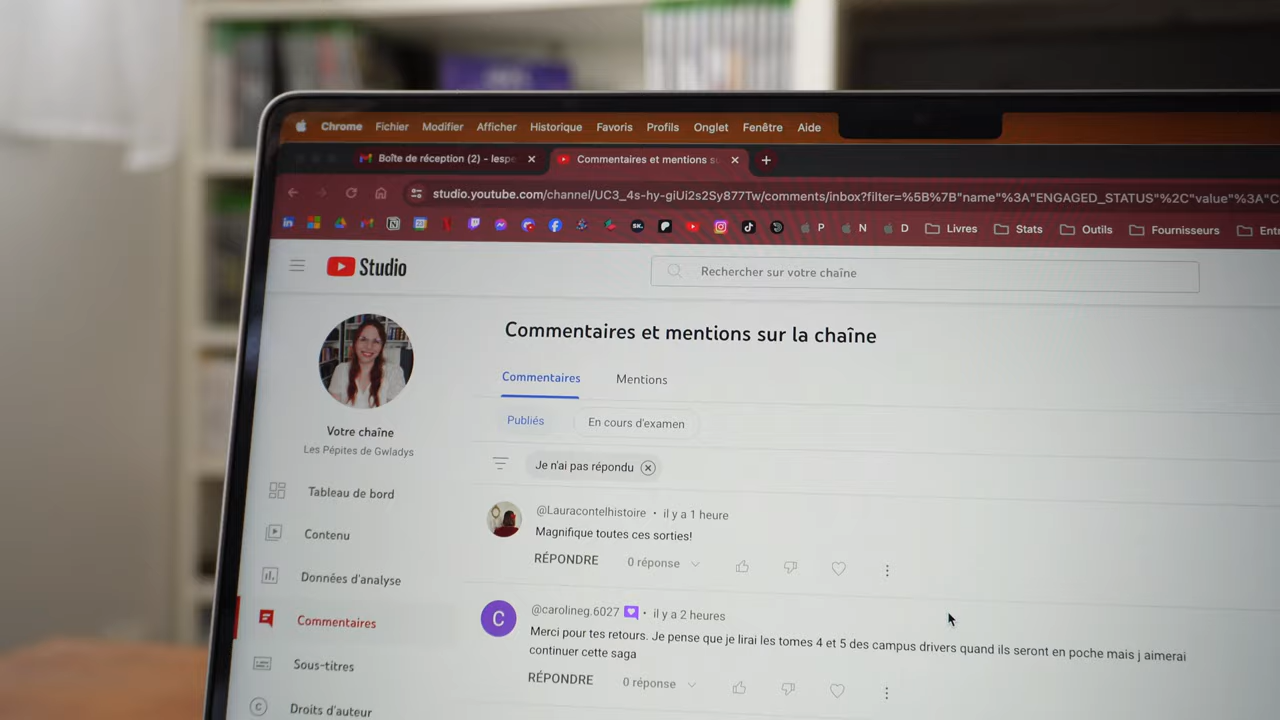 Chrome Fichier Modifier Afficher Historique Favoris Profils Onglet Fenêtre Aide
Boîte de réception (2) - lespe Commentaires et mentions su
studio.youtube.com/channel/UC3_4s-hy-giUi2s2Sy877Tw/comments/inbox?filter=%5B%7B"name"%3A"ENGAGED_STATUS"%2C"value"%3A"C
P N D Livres Stats Outils Fournisseurs Entr
Studio
Rechercher sur votre chaîne
Commentaires et mentions sur la chaîne
Commentaires Mentions
Publiés En cours d'examen
Votre chaîne
Les Pépites de Gwladys
Je n'ai pas répondu
Tableau de bord
Contenu
Données d'analyse
Commentaires
Sous-titres
Droits d'auteur
@Lauracontelhistoire • il y a 1 heure
Magnifique toutes ces sorties!
RÉPONDRE 0 réponse
C
@carolineg.6027 • il y a 2 heures
Merci pour tes retours. Je pense que je lirai les tomes 4 et 5 des campus drivers quand ils seront en poche mais j aimerai
continuer cette saga
RÉPONDRE 0 réponse